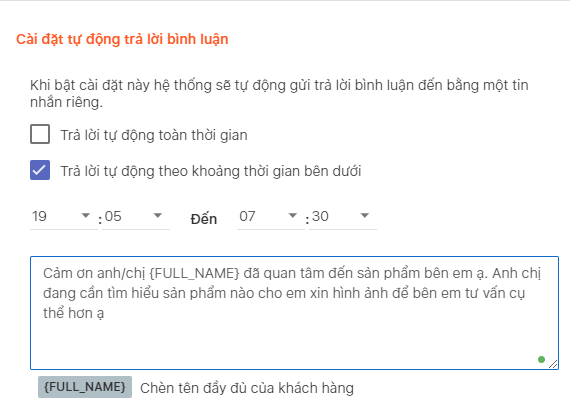 Cài đặt tự động trả lời bình luận
Khi bật cài đặt này hệ thống sẽ tự động gửi trả lời bình luận đến bằng một tin
nhắn riêng.
Trả lời tự động toàn thời gian
Trả lời tự động theo khoảng thời gian bên dưới
19 : 05 Đến 07 : 30
Cảm ơn anh/chị {FULL_NAME} đã quan tâm đến sản phẩm bên em ạ. Anh chị
đang cần tìm hiểu sản phẩm nào cho em xin hình ảnh để bên em tư vấn cụ
thể hơn ạ
{FULL_NAME} Chèn tên đầy đủ của khách hàng